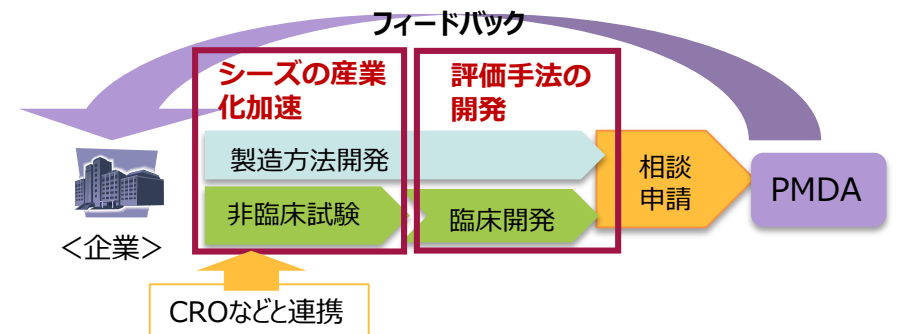 フィードバック
シーズの産業
化加速
評価手法の
開発
製造方法開発
非臨床試験
臨床開発
相談
申請
PMDA
＜企業＞
CROなどと連携